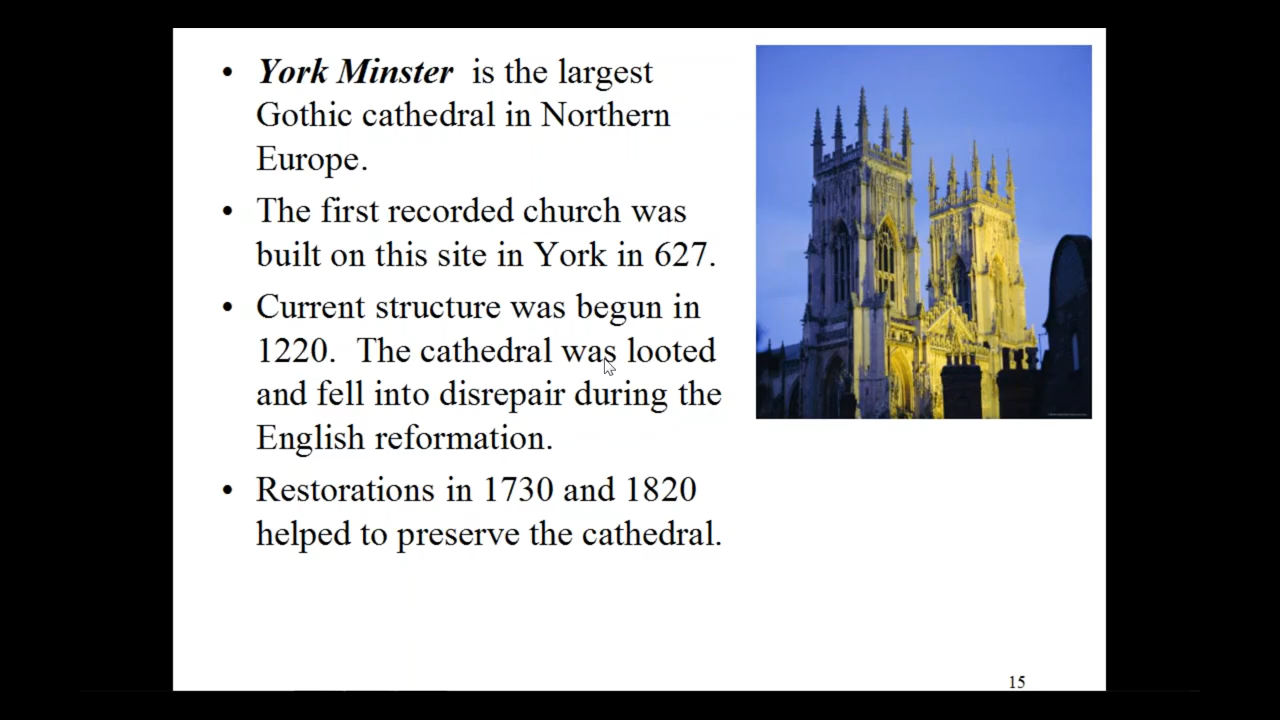 • York Minster is the largest
Gothic cathedral in Northern
Europe.
• The first recorded church was
built on this site in York in 627.
• Current structure was begun in
1220. The cathedral was looted
and fell into disrepair during the
English reformation.
• Restorations in 1730 and 1820
helped to preserve the cathedral.
15